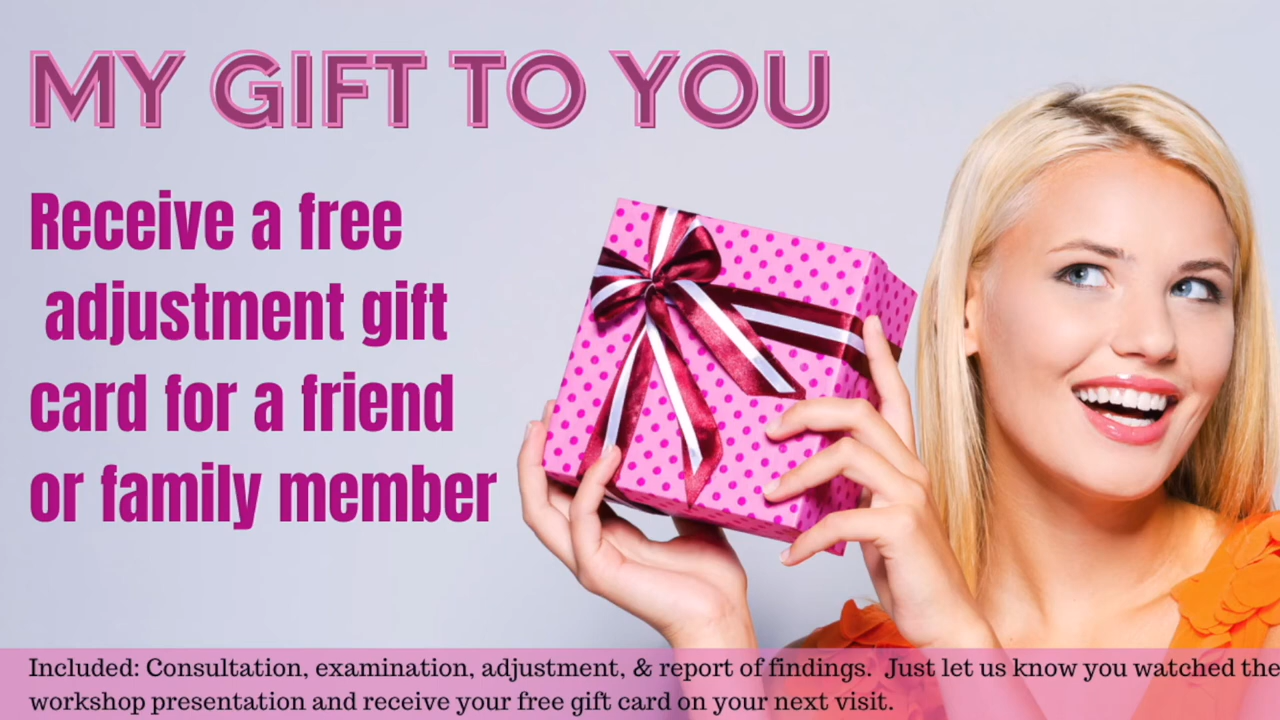 MY GIFT TO YOU
Receive a free
adjustment gift
card for a friend
or family member
Included: Consultation, examination, adjustment, & report of findings.  Just let us know you watched the
workshop presentation and receive your free gift card on your next visit.